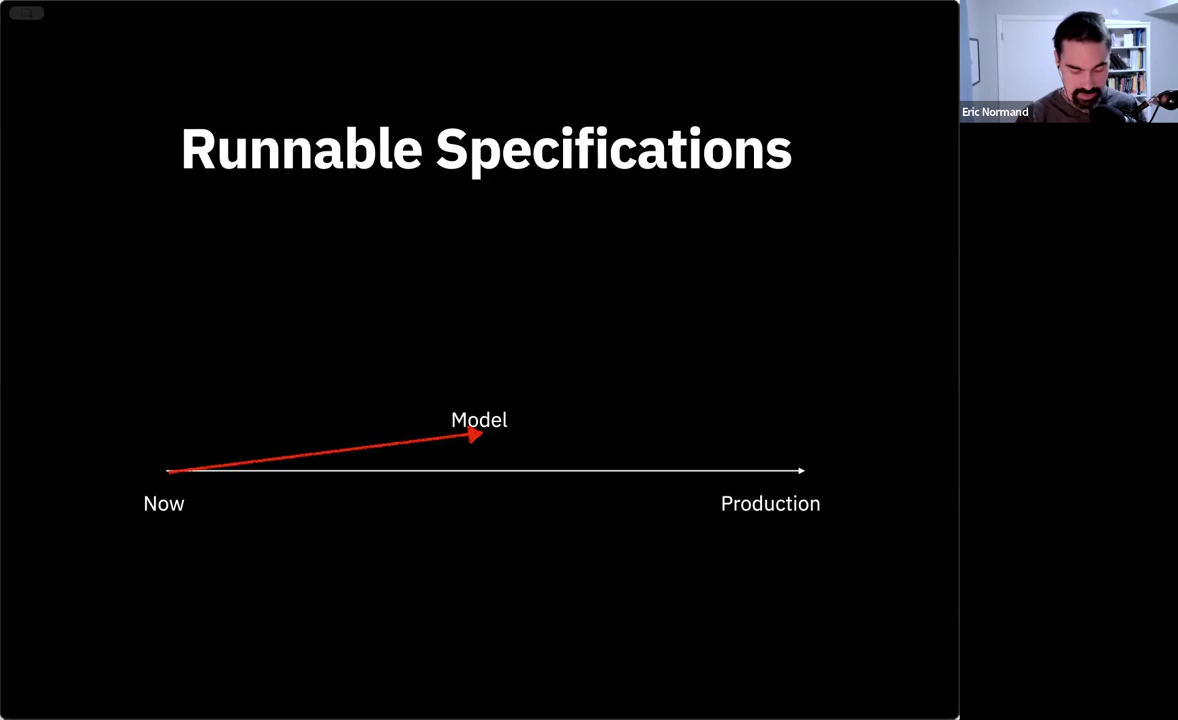 Runnable Specifications
Eric Normand
Model
Now
Production